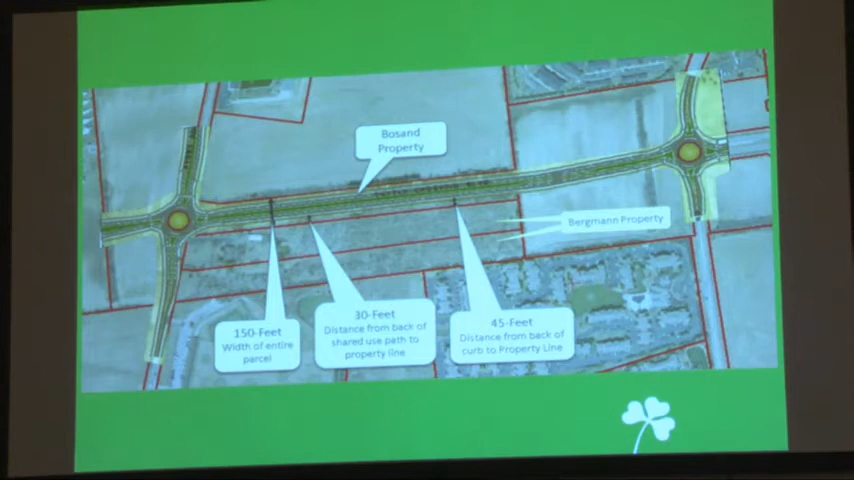 Bosand
Property
Bergmann Property
150-Feet
Width of entire
parcel
30-Feet
Distance from back of
shared use path to
property line
45-Feet
Distance from back of
curb to Property Line